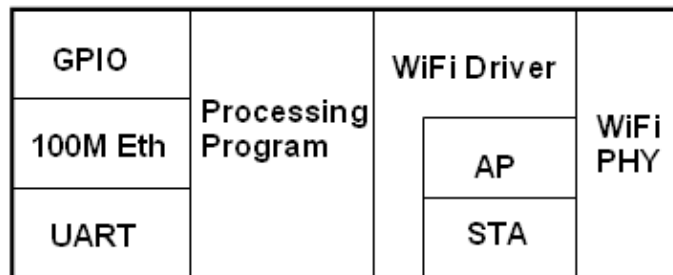 GPIO
100M Eth
UART
Processing
Program
WiFi Driver
AP
STA
WiFi
PHY